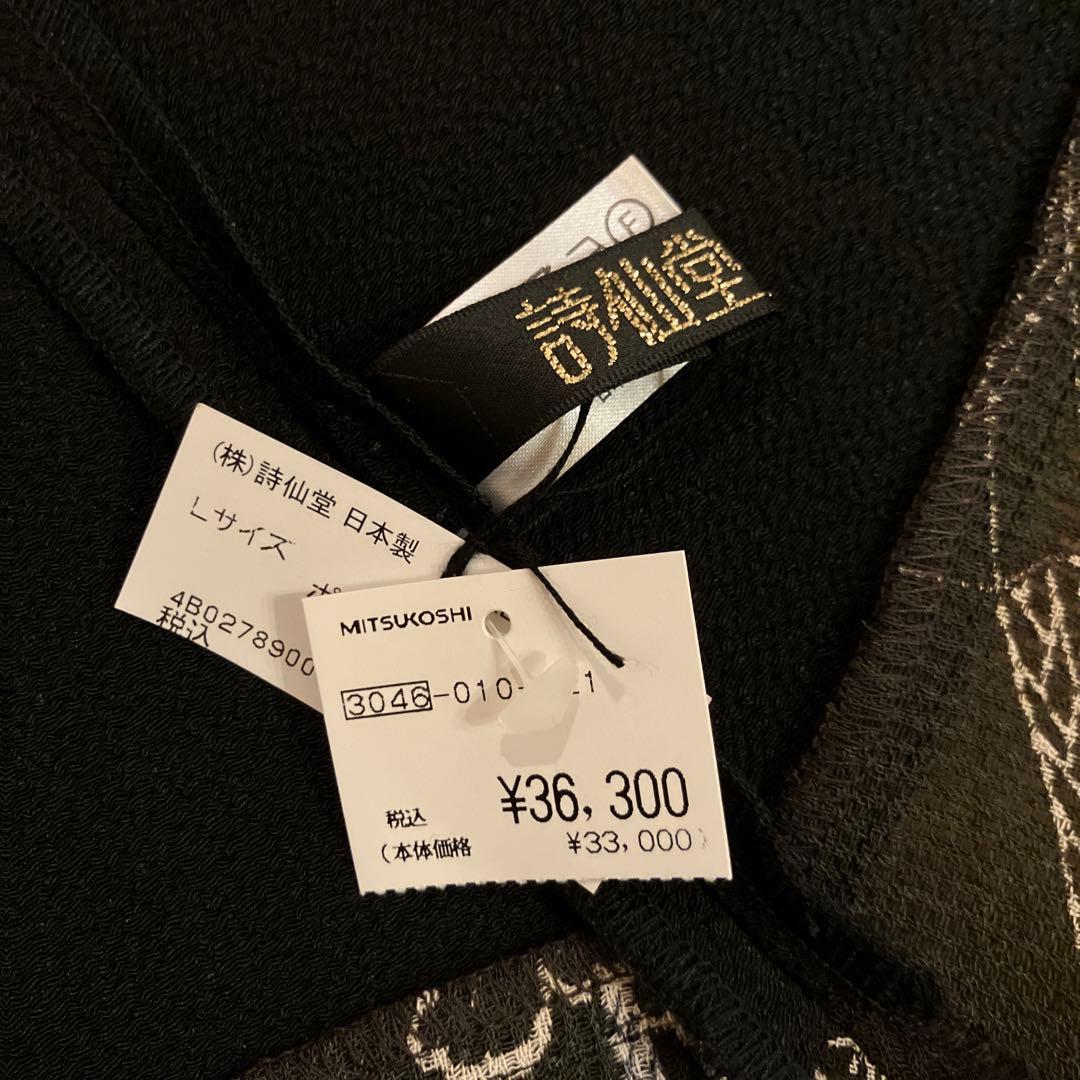 詩仙堂
F
(株)詩仙堂 日本製
Lサイズ
4B0278900
税込
MITSUKOSHI
3046-010-
¥36,300
税込
(本体価格 ¥33,000)